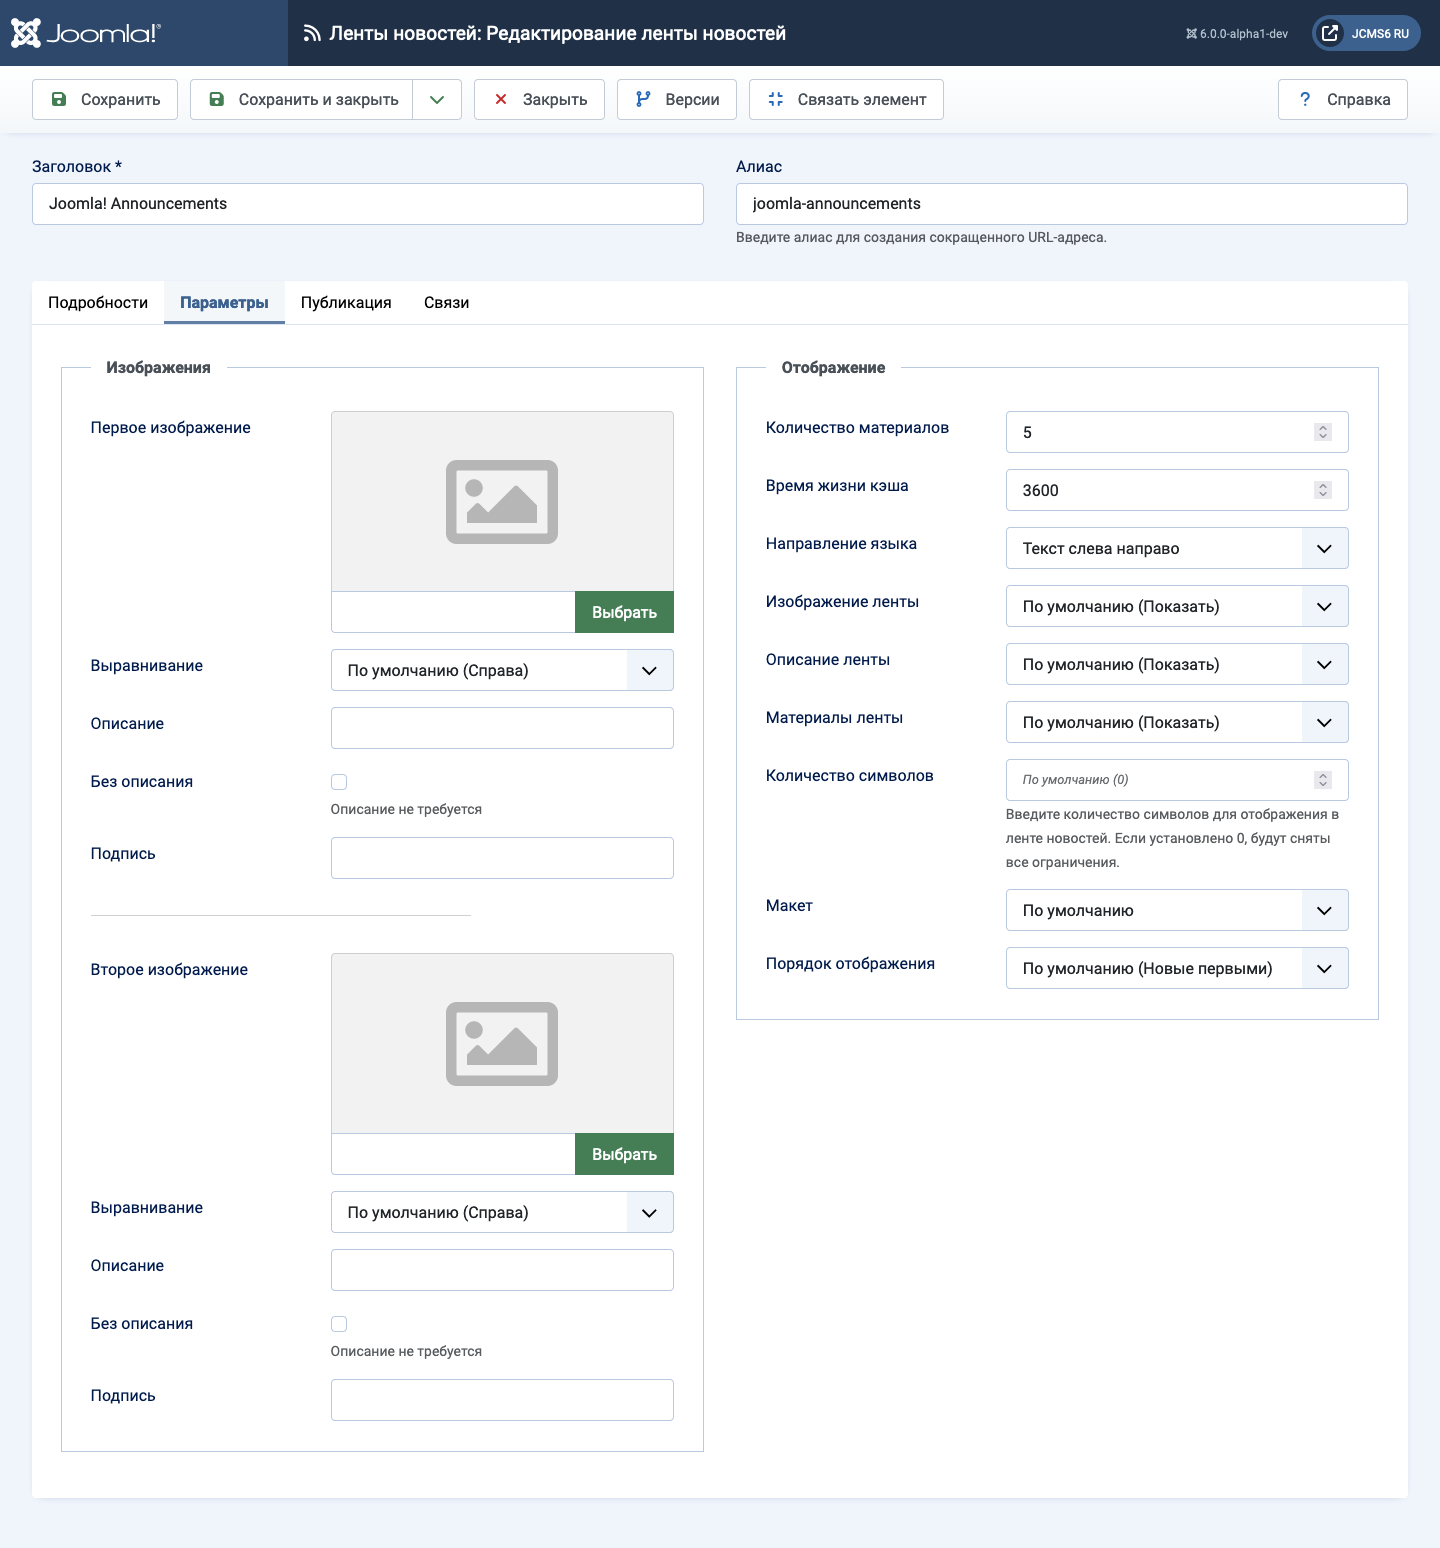 Joomla!®
Ленты новостей: Редактирование ленты новостей
6.0.0-alpha1-dev
JCMS6 RU
Сохранить
Сохранить и закрыть
Закрыть
Версии
Связать элемент
? Справка
Заголовок *
Алиас
Joomla! Announcements
joomla-announcements
Введите алиас для создания сокращенного URL-адреса.
Подробности
Параметры
Публикация
Связи
Изображения
Первое изображение
Выбрать
Выравнивание
По умолчанию (Справа)
Описание
Без описания
Описание не требуется
Подпись
Второе изображение
Выбрать
Выравнивание
По умолчанию (Справа)
Описание
Без описания
Описание не требуется
Подпись
Отображение
Количество материалов
5
Время жизни кэша
3600
Направление языка
Текст слева направо
Изображение ленты
По умолчанию (Показать)
Описание ленты
По умолчанию (Показать)
Материалы ленты
По умолчанию (Показать)
Количество символов
По умолчанию (0)
Введите количество символов для отображения в
ленте новостей. Если установлено 0, будут сняты
все ограничения.
Макет
По умолчанию
Порядок отображения
По умолчанию (Новые первыми)